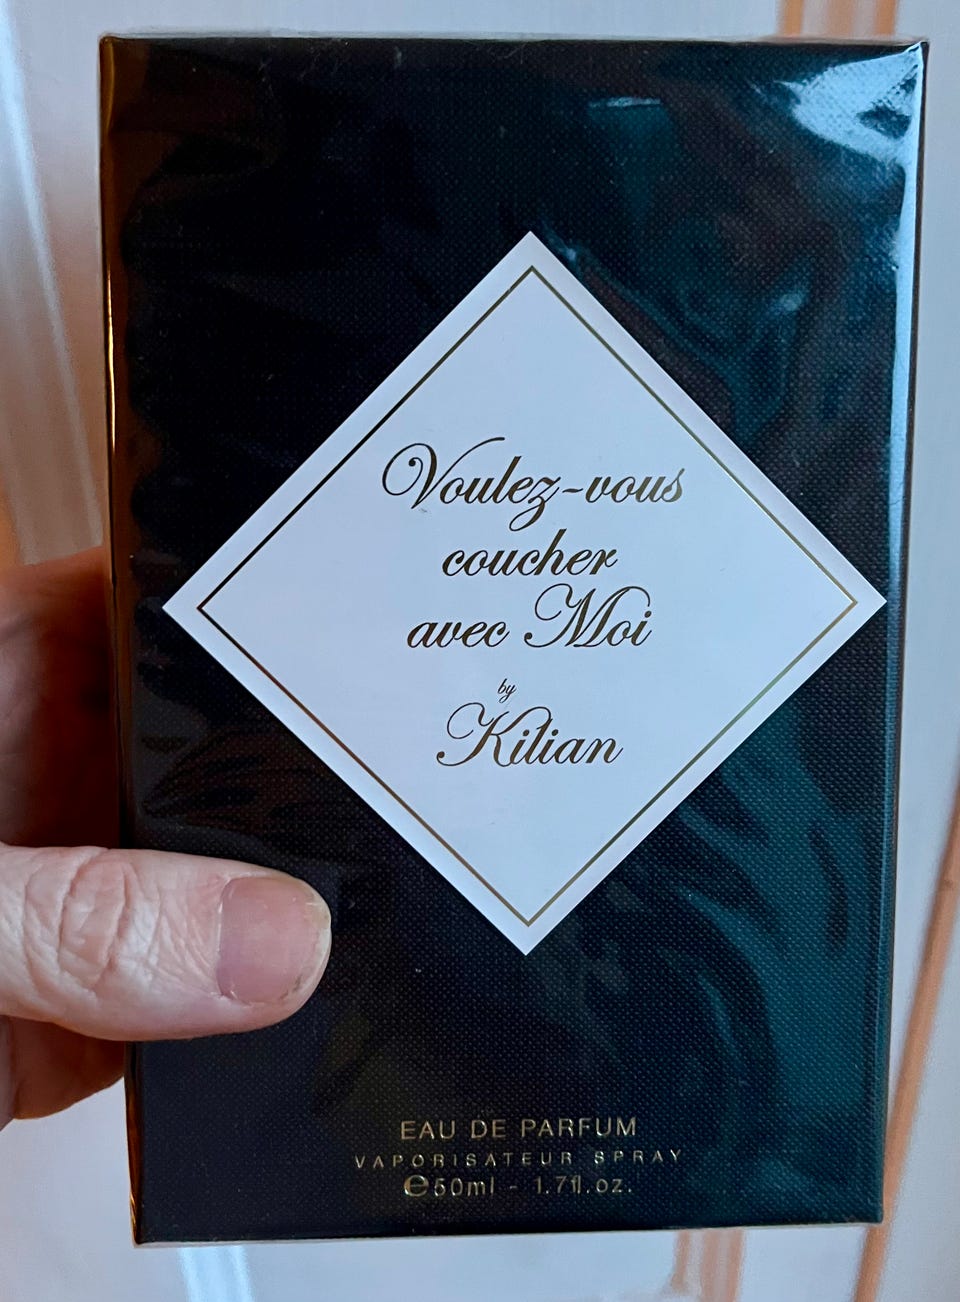 Voulez-vous
coucher
avec Moi
by
Kilian
EAU DE PARFUM
VAPORISATEUR SPRAY
℮50ml - 1.7fl.oz.